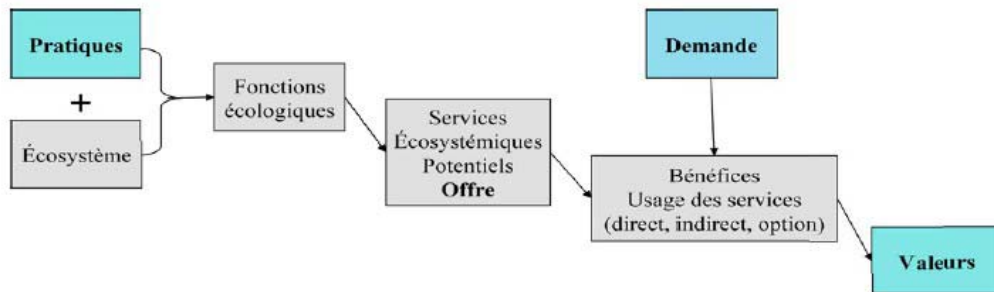 Pratiques
+
Écosystème
Fonctions
écologiques
Services
Écosystémiques
Potentiels
Offre
Demande
Bénéfices
Usage des services
(direct, indirect, option)
Valeurs